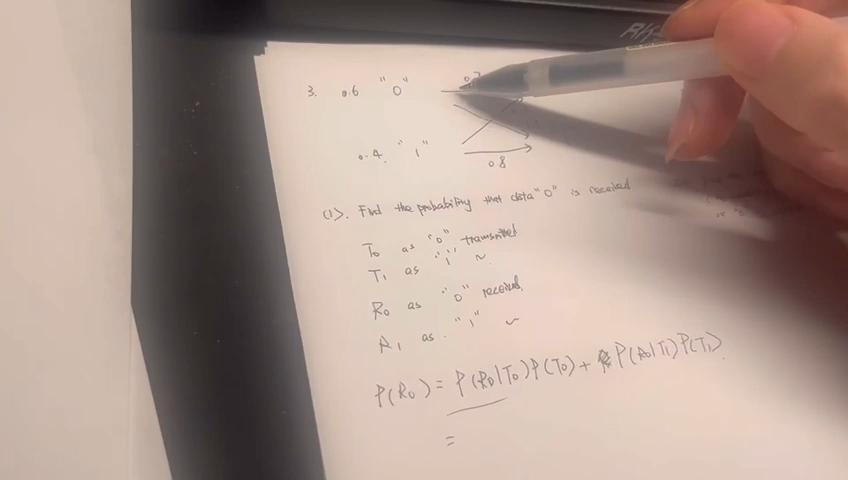 3. 0.6 "0"
0.4. "1"
0.8
(1). Find the probability that data "0" is received
T0 as "0" transmitted
T1 as "1" ~
R0 as "0" received,
R1 as "1" ~
P(R0) = P(R0|T0)P(T0) + P(R0|T1)P(T1)
=